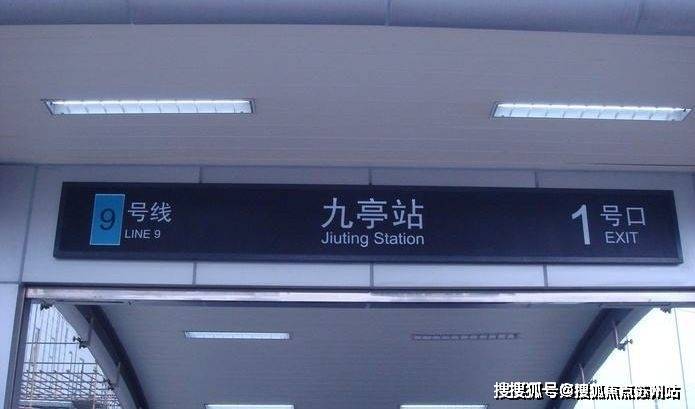 9 号线
LINE 9
九亭站
Jiuting Station
1 号口
EXIT
搜狐号@搜狐焦点苏州站